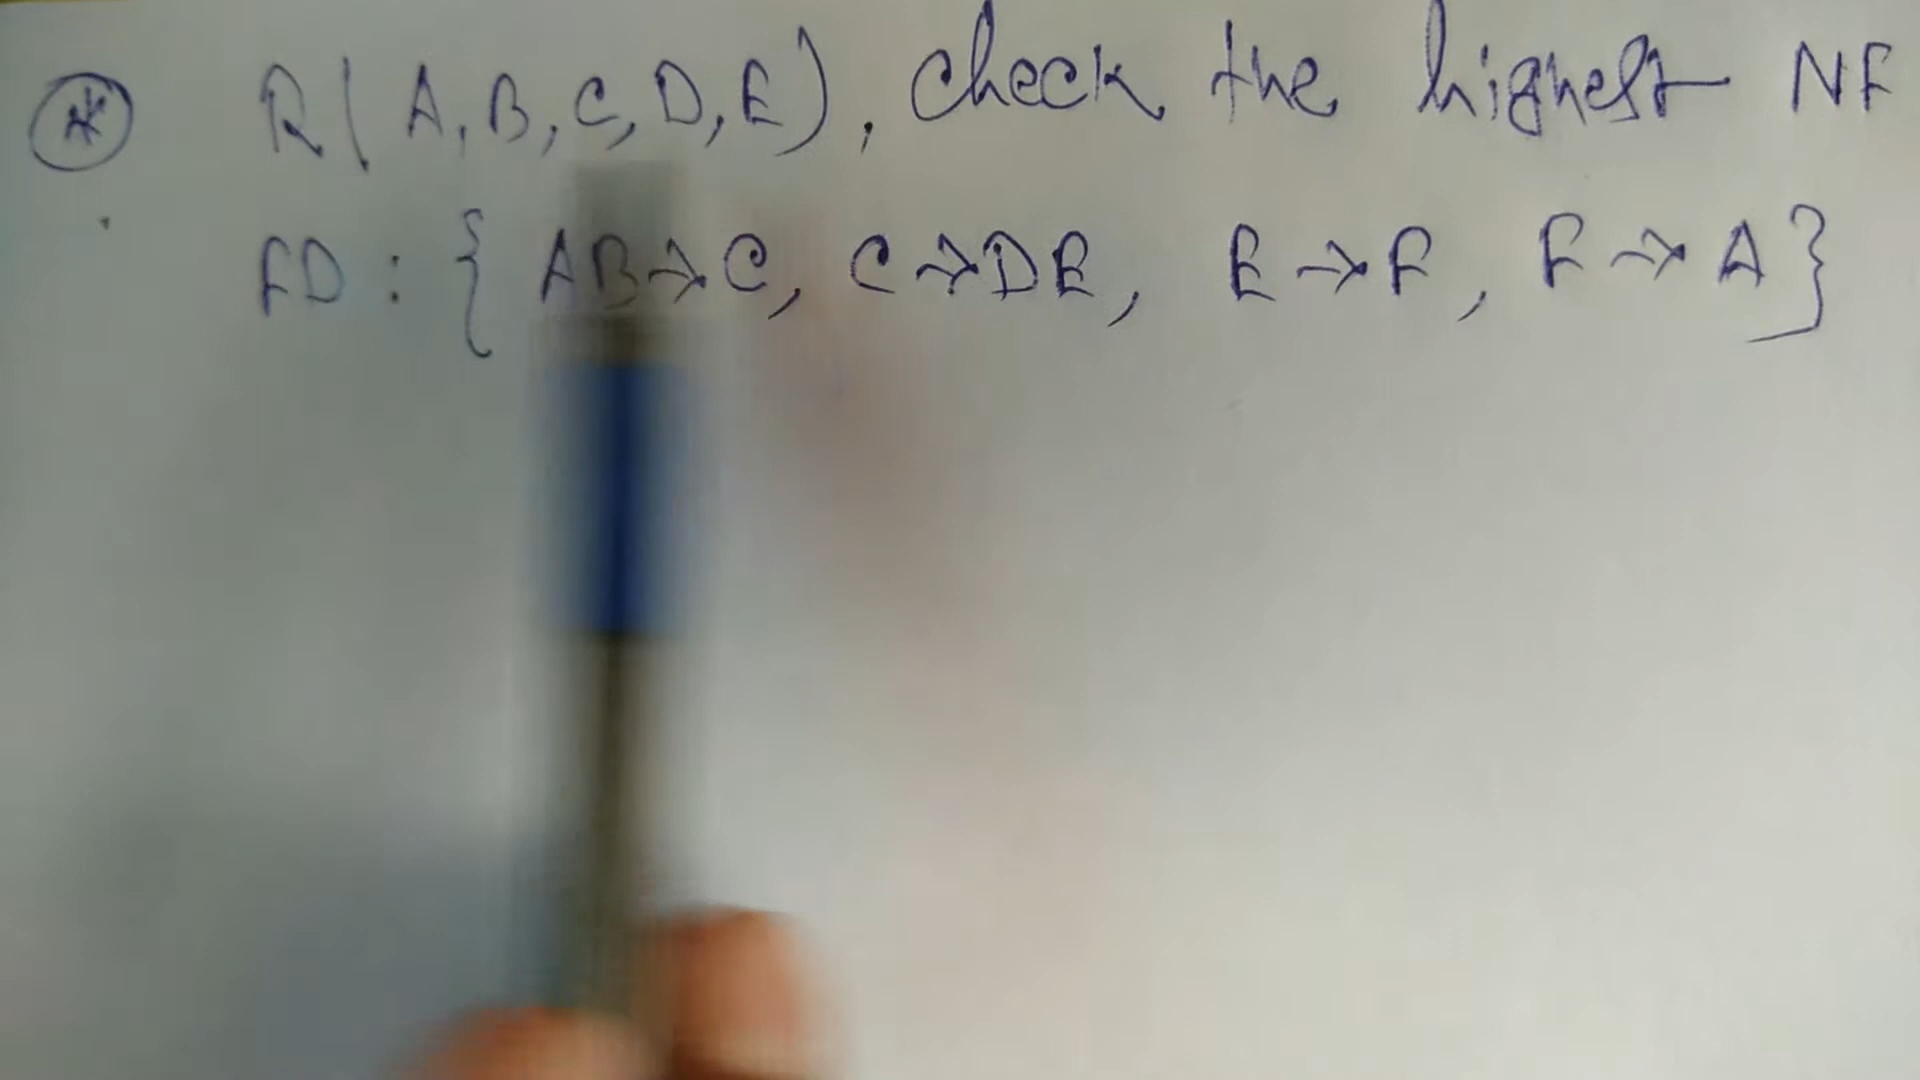 * R(A,B,C,D,E), check the highest NF
FD : { AB→C, C→DE, E→F, F→A }